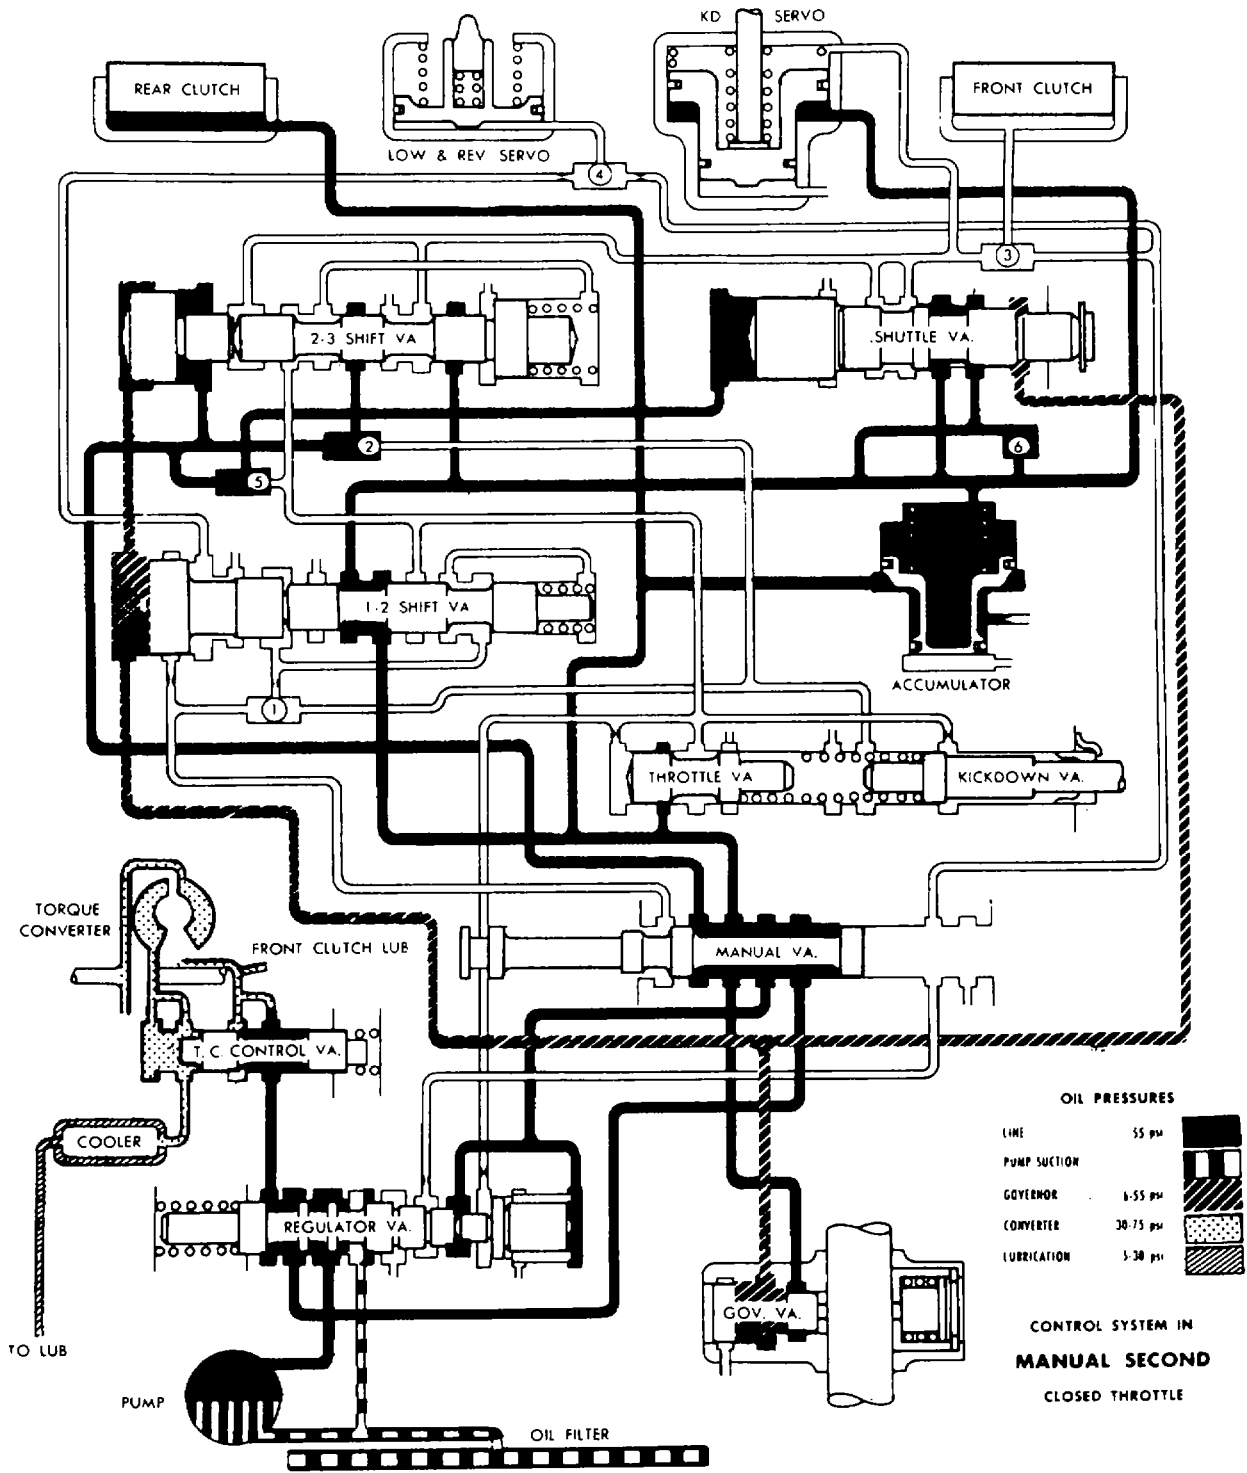 KD SERVO
REAR CLUTCH
FRONT CLUTCH
LOW & REV SERVO
4
3
2-3 SHIFT VA
.SHUTTLE VA.
2
6
5
1-2 SHIFT VA
ACCUMULATOR
1
THROTTLE VA
KICKDOWN VA.
TORQUE
CONVERTER
FRONT CLUTCH LUB
MANUAL VA.
T. C. CONTROL VA.
COOLER
OIL PRESSURES
LINE 55 psi
PUMP SUCTION
GOVERNOR 6-55 psi
CONVERTER 30-75 psi
LUBRICATION 5-30 psi
REGULATOR VA.
GOV. VA.
TO LUB
PUMP
OIL FILTER
CONTROL SYSTEM IN
MANUAL SECOND
CLOSED THROTTLE